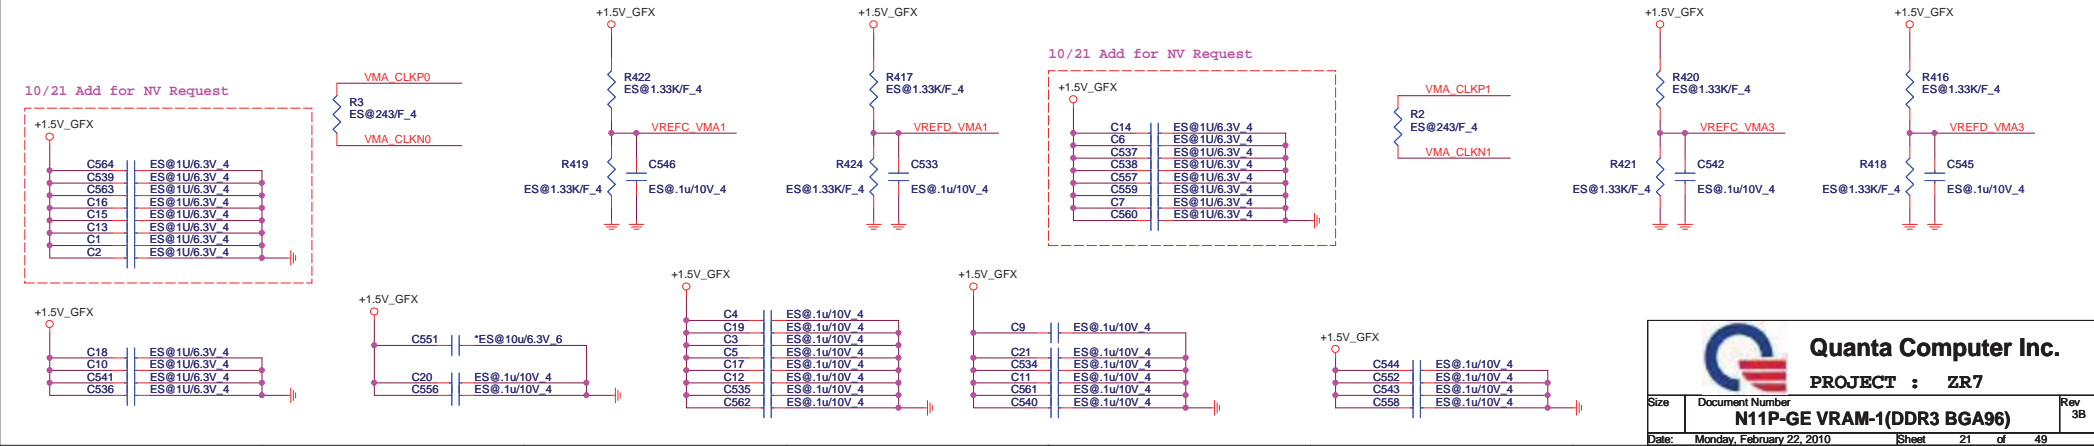 10/21 Add for NV Request
+1.5V_GFX
C564 ES@1U/6.3V_4
C539 ES@1U/6.3V_4
C563 ES@1U/6.3V_4
C16 ES@1U/6.3V_4
C15 ES@1U/6.3V_4
C13 ES@1U/6.3V_4
C1 ES@1U/6.3V_4
C2 ES@1U/6.3V_4
VMA_CLKP0
R3
ES@243/F_4
VMA_CLKN0
+1.5V_GFX
R422
ES@1.33K/F_4
VREFC_VMA1
R419
ES@1.33K/F_4
C546
ES@.1u/10V_4
+1.5V_GFX
R417
ES@1.33K/F_4
VREFD_VMA1
R424
ES@1.33K/F_4
C533
ES@.1u/10V_4
10/21 Add for NV Request
+1.5V_GFX
C14 ES@1U/6.3V_4
C6 ES@1U/6.3V_4
C537 ES@1U/6.3V_4
C538 ES@1U/6.3V_4
C557 ES@1U/6.3V_4
C559 ES@1U/6.3V_4
C7 ES@1U/6.3V_4
C560 ES@1U/6.3V_4
VMA_CLKP1
R2
ES@243/F_4
VMA_CLKN1
+1.5V_GFX
R420
ES@1.33K/F_4
VREFC_VMA3
R421
ES@1.33K/F_4
C542
ES@.1u/10V_4
+1.5V_GFX
R416
ES@1.33K/F_4
VREFD_VMA3
R418
ES@1.33K/F_4
C545
ES@.1u/10V_4
+1.5V_GFX
C18 ES@1U/6.3V_4
C10 ES@1U/6.3V_4
C541 ES@1U/6.3V_4
C536 ES@1U/6.3V_4
+1.5V_GFX
C551 *ES@10u/6.3V_6
C20 ES@.1u/10V_4
C556 ES@.1u/10V_4
+1.5V_GFX
C4 ES@.1u/10V_4
C19 ES@.1u/10V_4
C3 ES@.1u/10V_4
C5 ES@.1u/10V_4
C17 ES@.1u/10V_4
C12 ES@.1u/10V_4
C535 ES@.1u/10V_4
C562 ES@.1u/10V_4
+1.5V_GFX
C9 ES@.1u/10V_4
C21 ES@.1u/10V_4
C534 ES@.1u/10V_4
C11 ES@.1u/10V_4
C561 ES@.1u/10V_4
C540 ES@.1u/10V_4
+1.5V_GFX
C544 ES@.1u/10V_4
C552 ES@.1u/10V_4
C543 ES@.1u/10V_4
C558 ES@.1u/10V_4
Quanta Computer Inc.
PROJECT : ZR7
Size Document Number Rev
N11P-GE VRAM-1(DDR3 BGA96) 3B
Date: Monday, February 22, 2010 Sheet 21 of 49